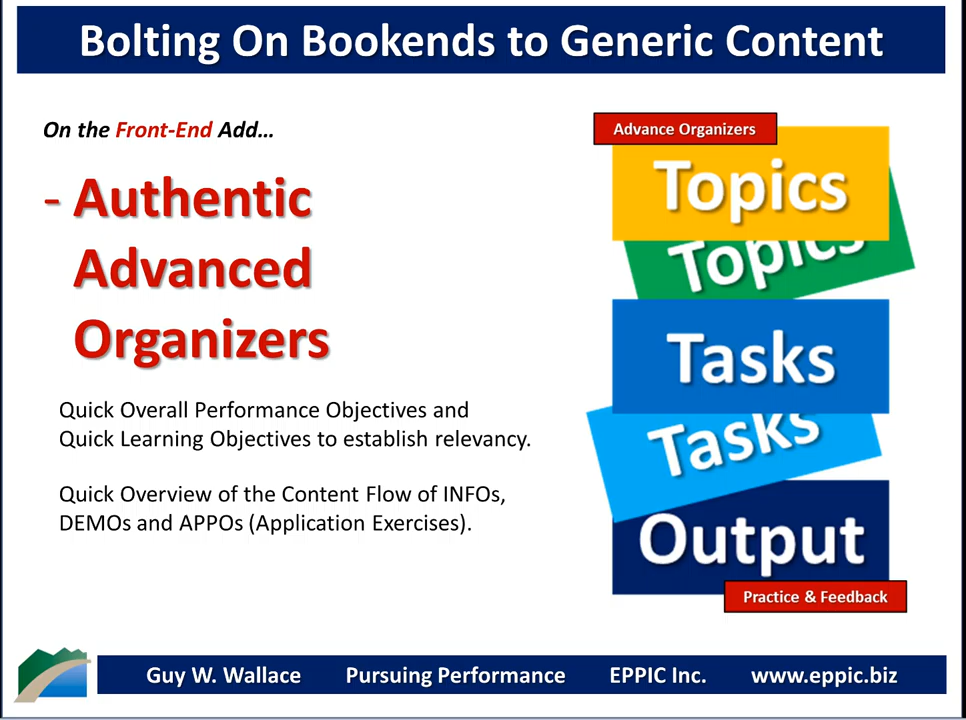 Bolting On Bookends to Generic Content
On the Front-End Add...
- Authentic
Advanced
Organizers
Quick Overall Performance Objectives and
Quick Learning Objectives to establish relevancy.
Quick Overview of the Content Flow of INFOs,
DEMOs and APPOs (Application Exercises).
Advance Organizers
Topics
Topics
Tasks
Tasks
Output
Practice & Feedback
Guy W. Wallace Pursuing Performance EPPIC Inc. www.eppic.biz